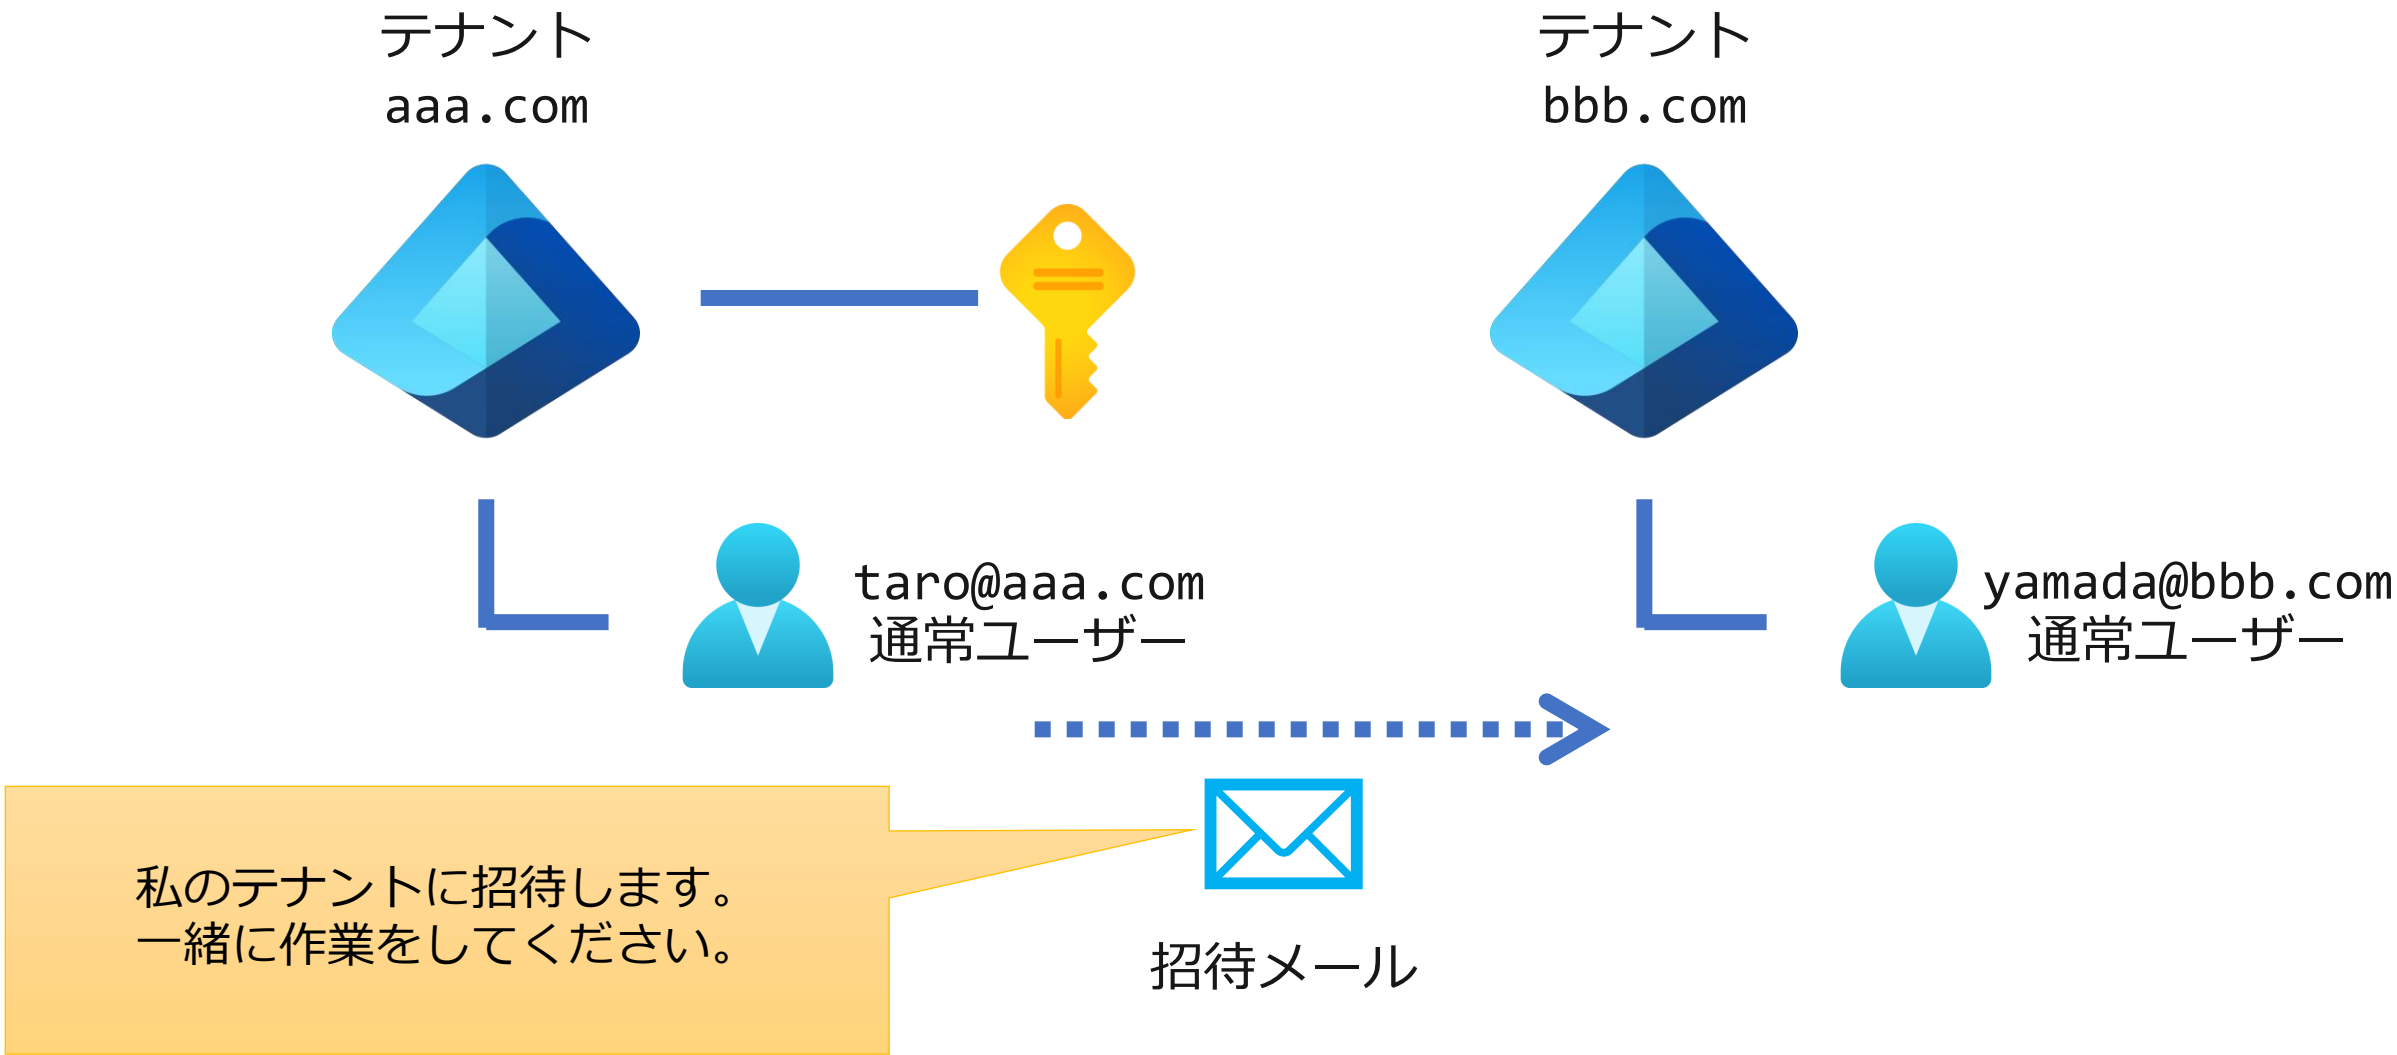 テナント
aaa.com
テナント
bbb.com
taro@aaa.com
通常ユーザー
yamada@bbb.com
通常ユーザー
私のテナントに招待します。
一緒に作業をしてください。
招待メール